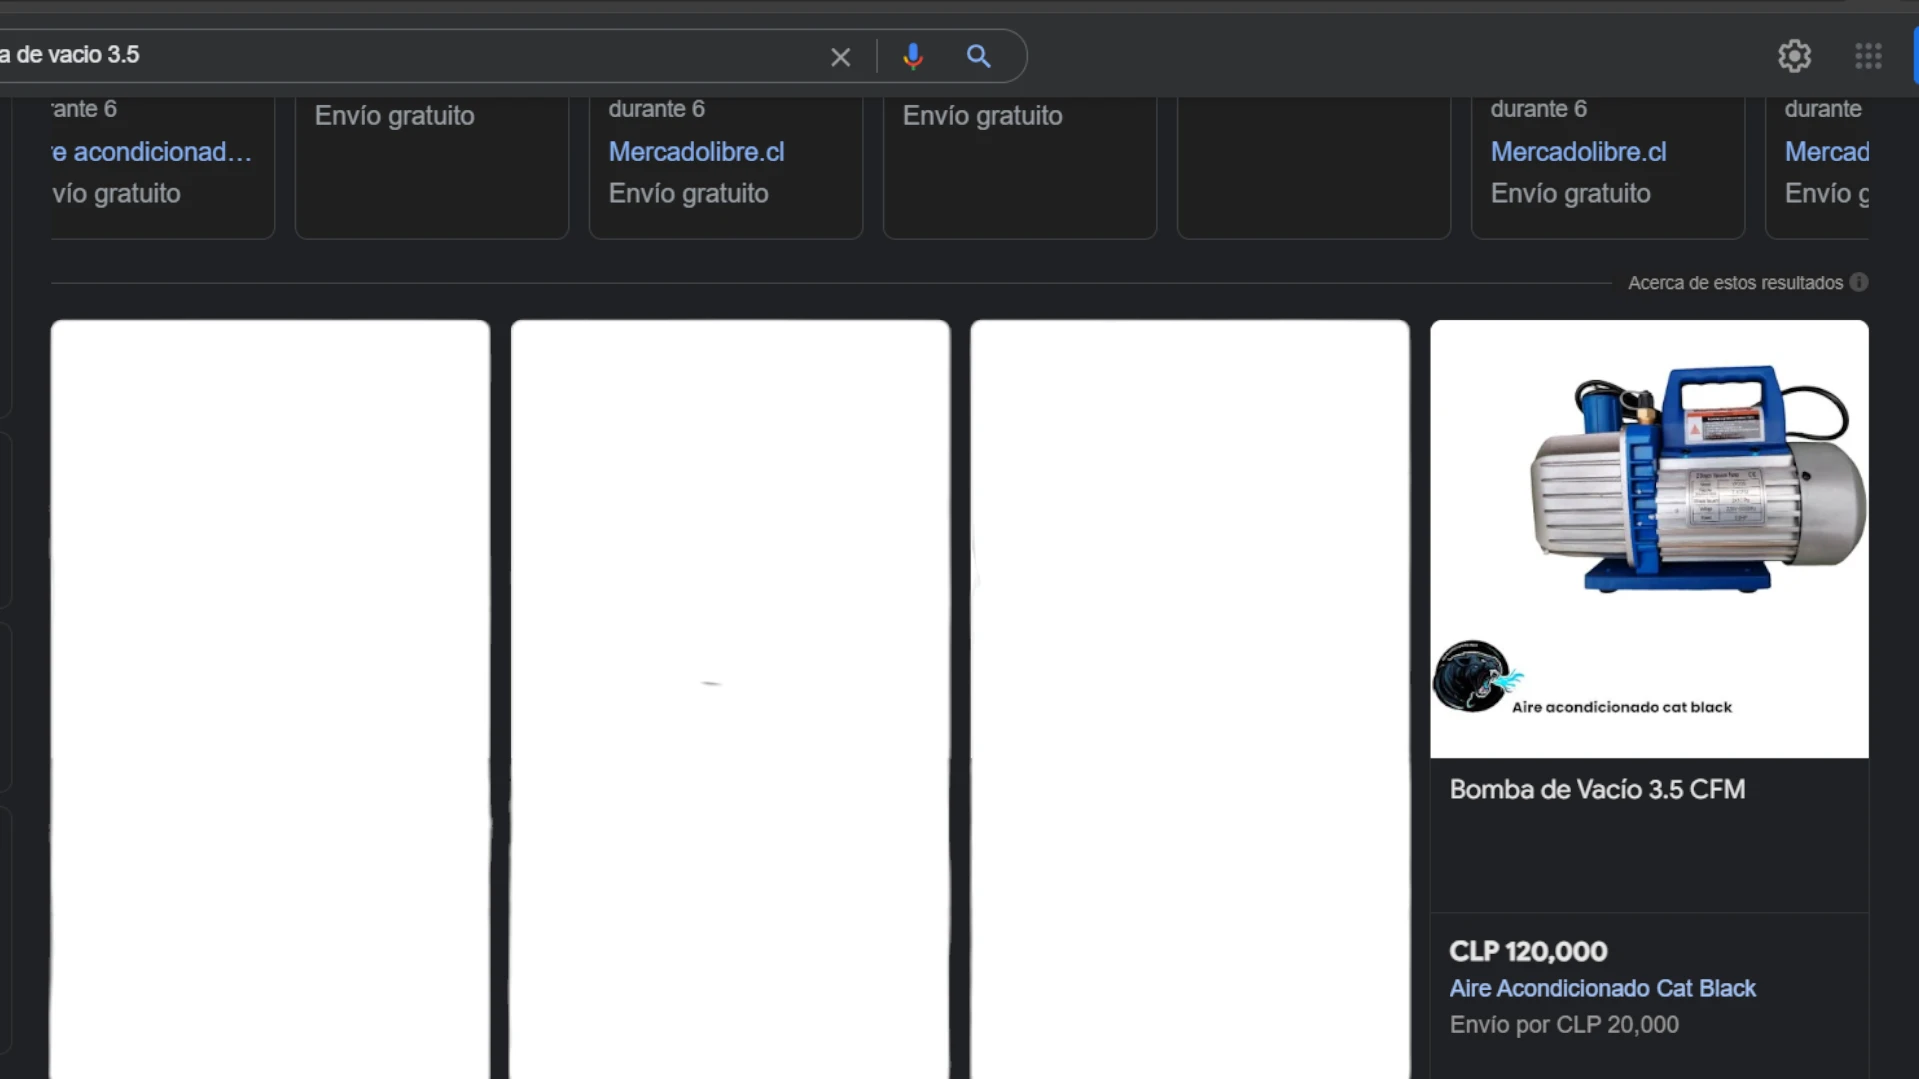 a de vacio 3.5
rante 6
re acondicionad...
vío gratuito
Envío gratuito
durante 6
Mercadolibre.cl
Envío gratuito
Envío gratuito
durante 6
Mercadolibre.cl
Envío gratuito
durante
Mercad
Envío g
Acerca de estos resultados
Aire acondicionado cat black
Bomba de Vacío 3.5 CFM
CLP 120,000
Aire Acondicionado Cat Black
Envío por CLP 20,000